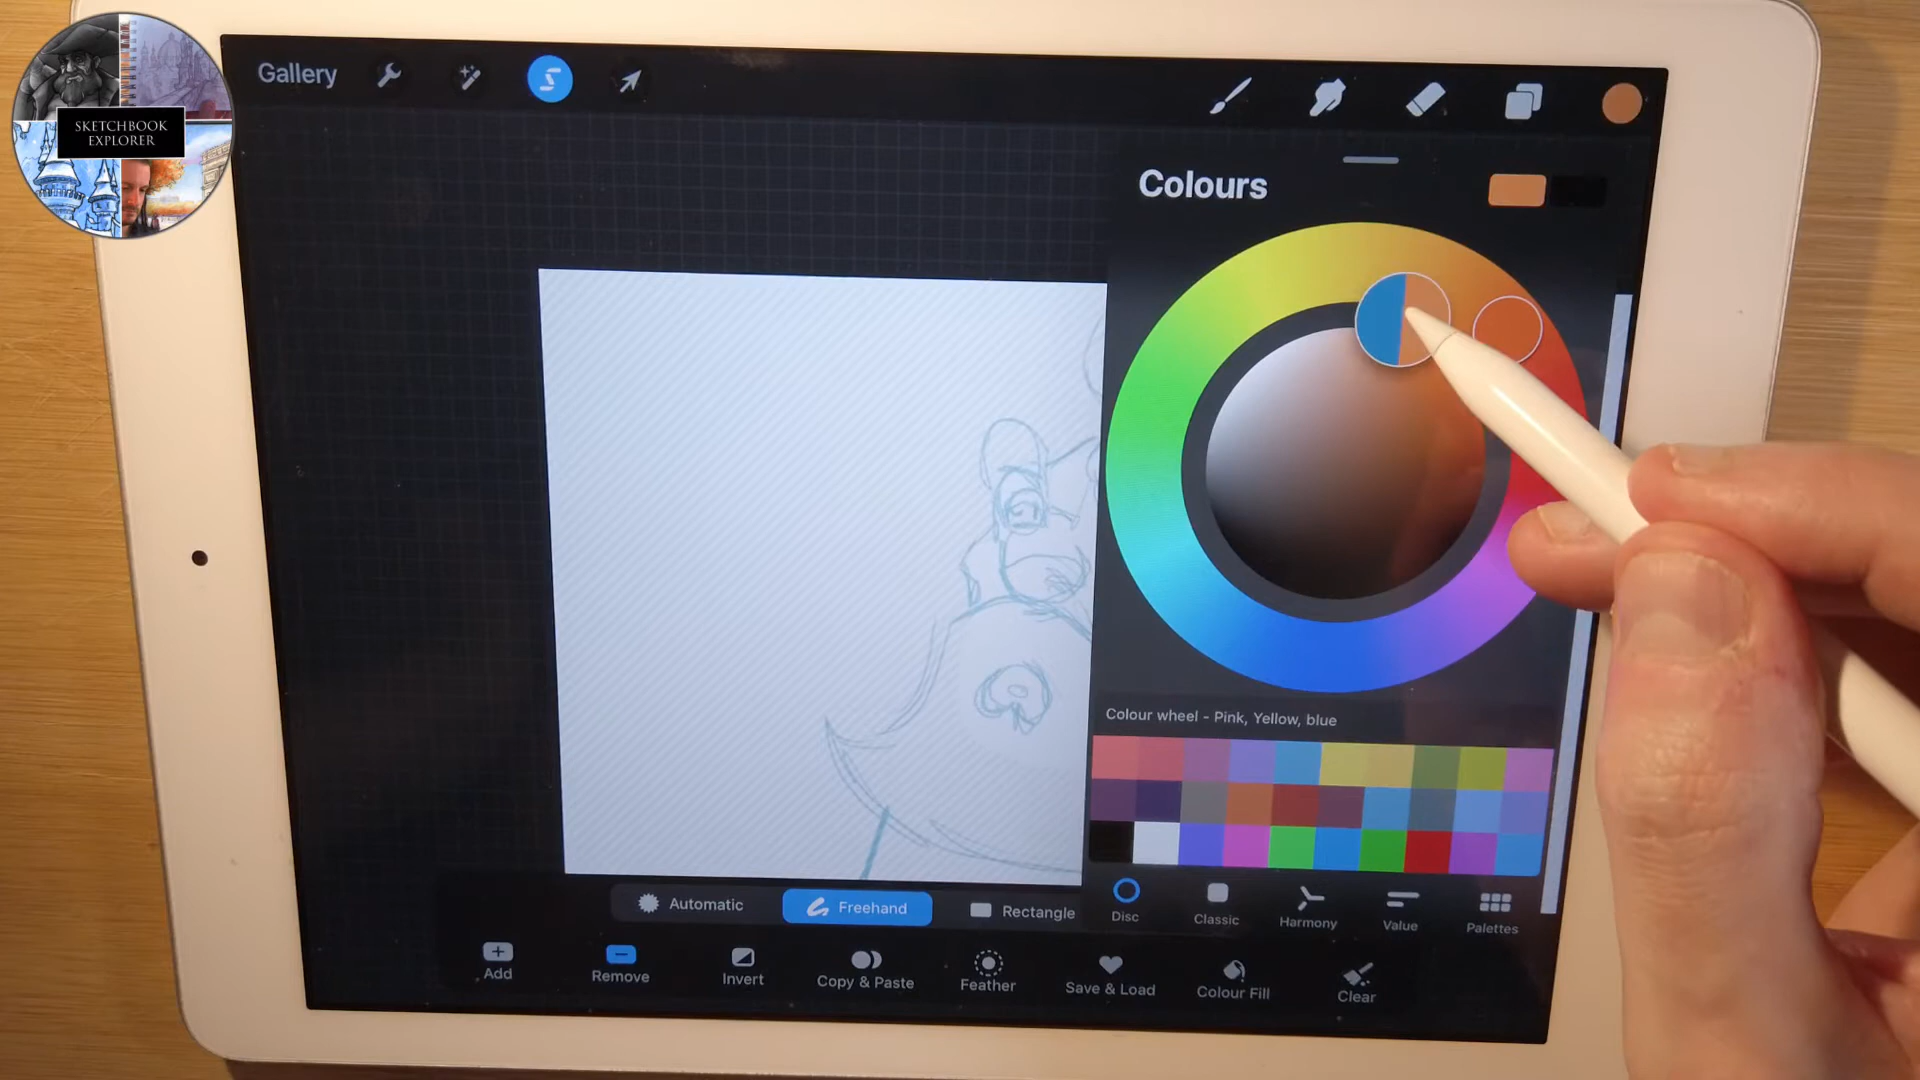 SKETCHBOOK
EXPLORER
Gallery
Colours
Colour wheel - Pink, Yellow, blue
Automatic
Freehand
Rectangle
Disc
Classic
Harmony
Value
Palettes
Add
Remove
Invert
Copy & Paste
Feather
Save & Load
Colour Fill
Clear